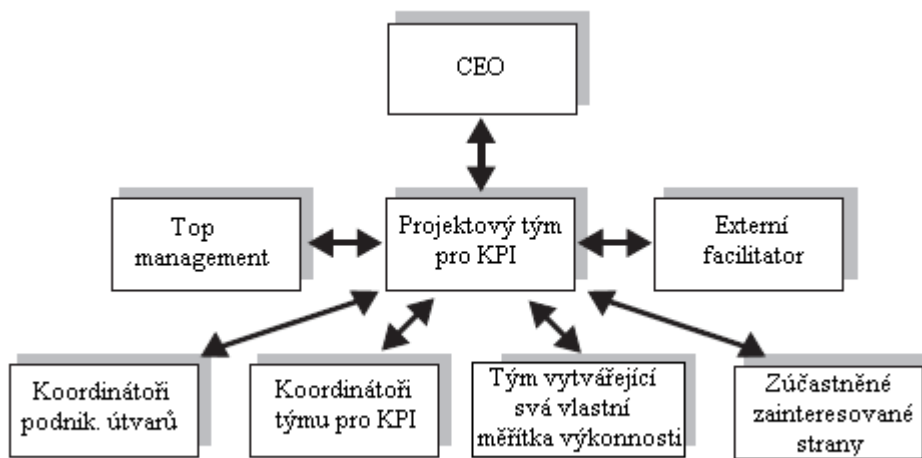 CEO
Top
management
Projektový tým
pro KPI
Externí
facilitator
Koordinátoři
podnik. útvarů
Koordinátoři
týmu pro KPI
Tým vytvářející
svá vlastní
měřítka výkonnosti
Zúčastněné
zainteresované
strany